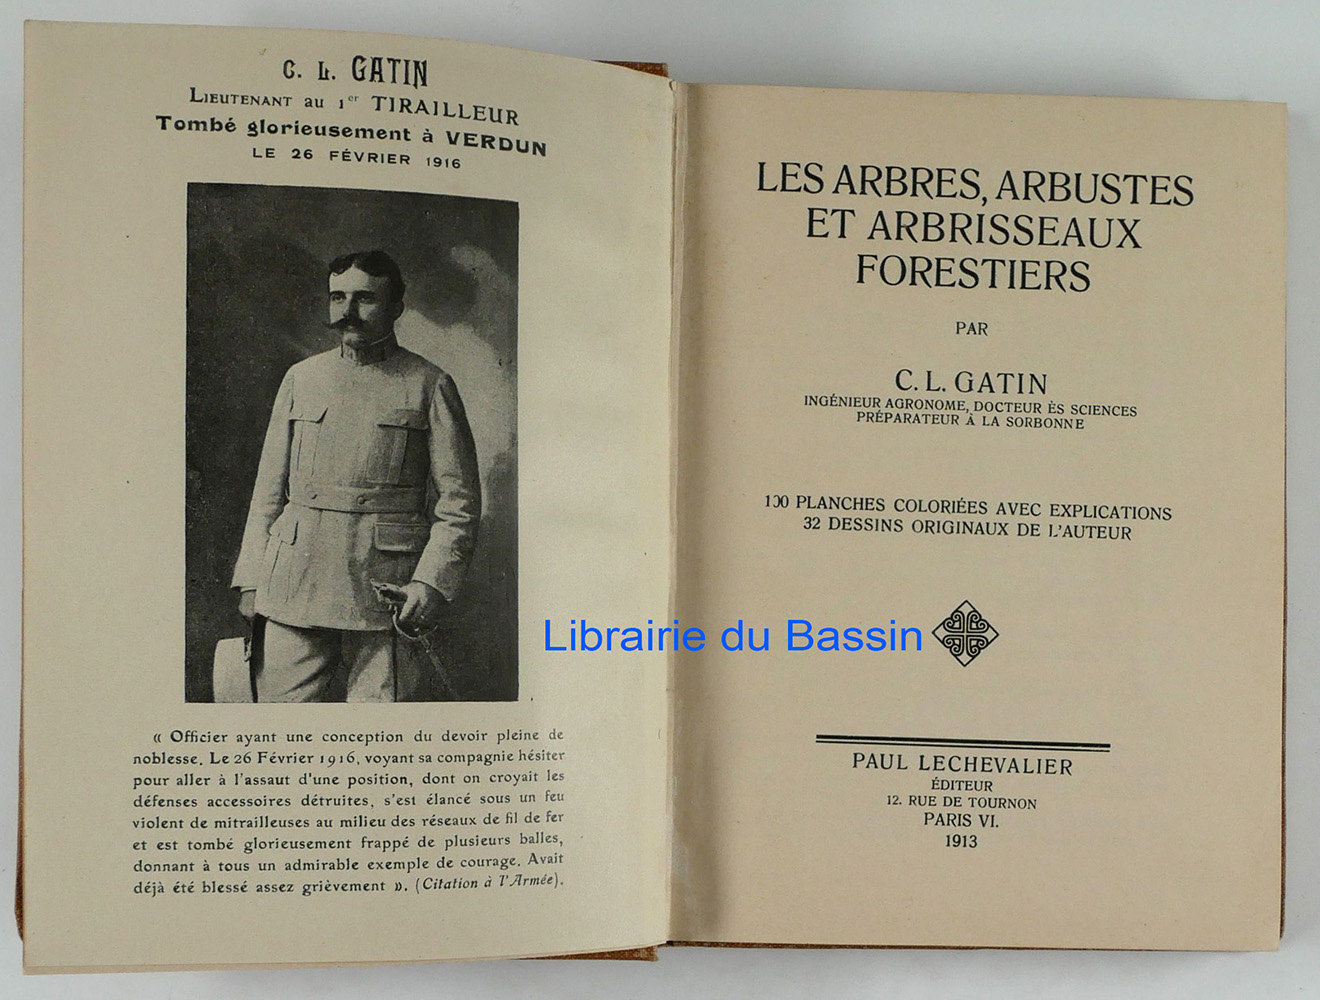 C. L. GATIN
LIEUTENANT au 1er TIRAILLEUR
Tombé glorieusement à VERDUN
LE 26 FÉVRIER 1916
« Officier ayant une conception du devoir pleine de
noblesse. Le 26 Février 1916, voyant sa compagnie hésiter
pour aller à l'assaut d'une position, dont on croyait les
défenses accessoires détruites, s'est élancé sous un feu
violent de mitrailleuses au milieu des réseaux de fil de fer
et est tombé glorieusement frappé de plusieurs balles,
donnant à tous un admirable exemple de courage. Avait
déjà été blessé assez grièvement ». (Citation à l'Armée).
LES ARBRES, ARBUSTES
ET ARBRISSEAUX
FORESTIERS
PAR
C. L. GATIN
INGÉNIEUR AGRONOME, DOCTEUR ÈS SCIENCES
PRÉPARATEUR À LA SORBONNE
100 PLANCHES COLORIÉES AVEC EXPLICATIONS
32 DESSINS ORIGINAUX DE L'AUTEUR
Librairie du Bassin
PAUL LECHEVALIER
ÉDITEUR
12. RUE DE TOURNON
PARIS VI.
1913